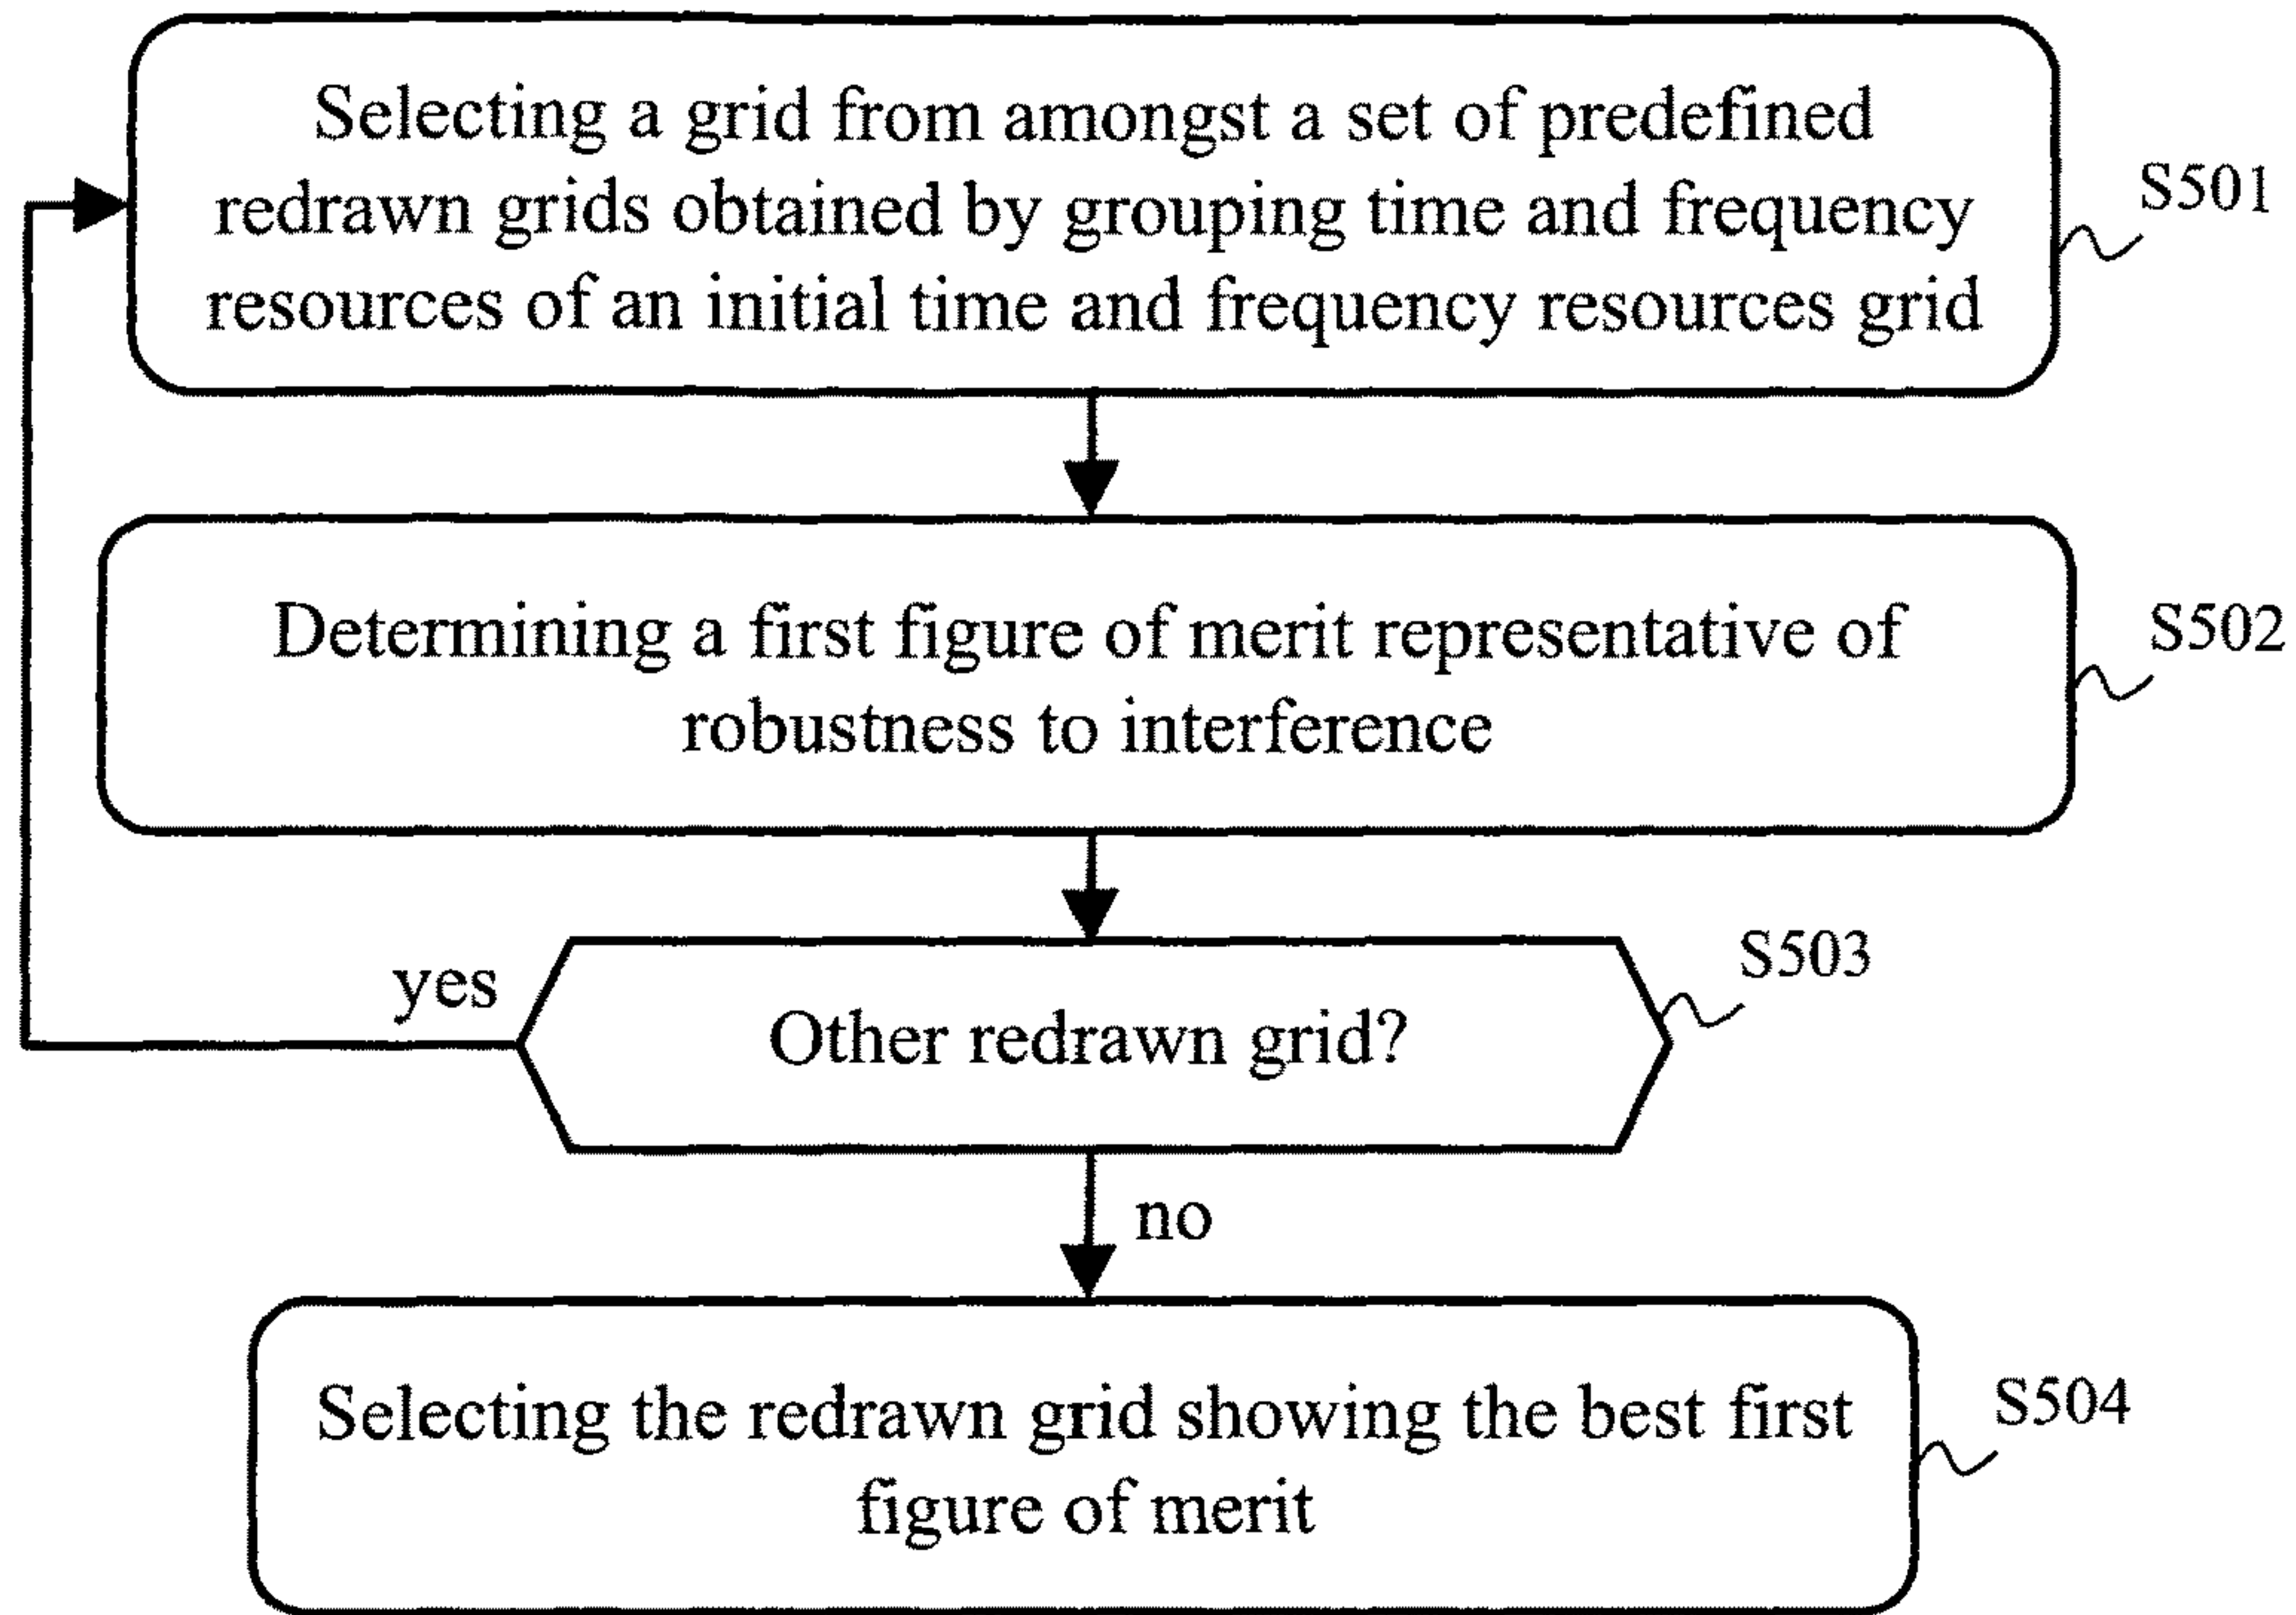 Selecting a grid from amongst a set of predefined
redrawn grids obtained by grouping time and frequency
resources of an initial time and frequency resources grid
S501
Determining a first figure of merit representative of
robustness to interference
S502
Other redrawn grid?
S503
yes
no
Selecting the redrawn grid showing the best first
figure of merit
S504